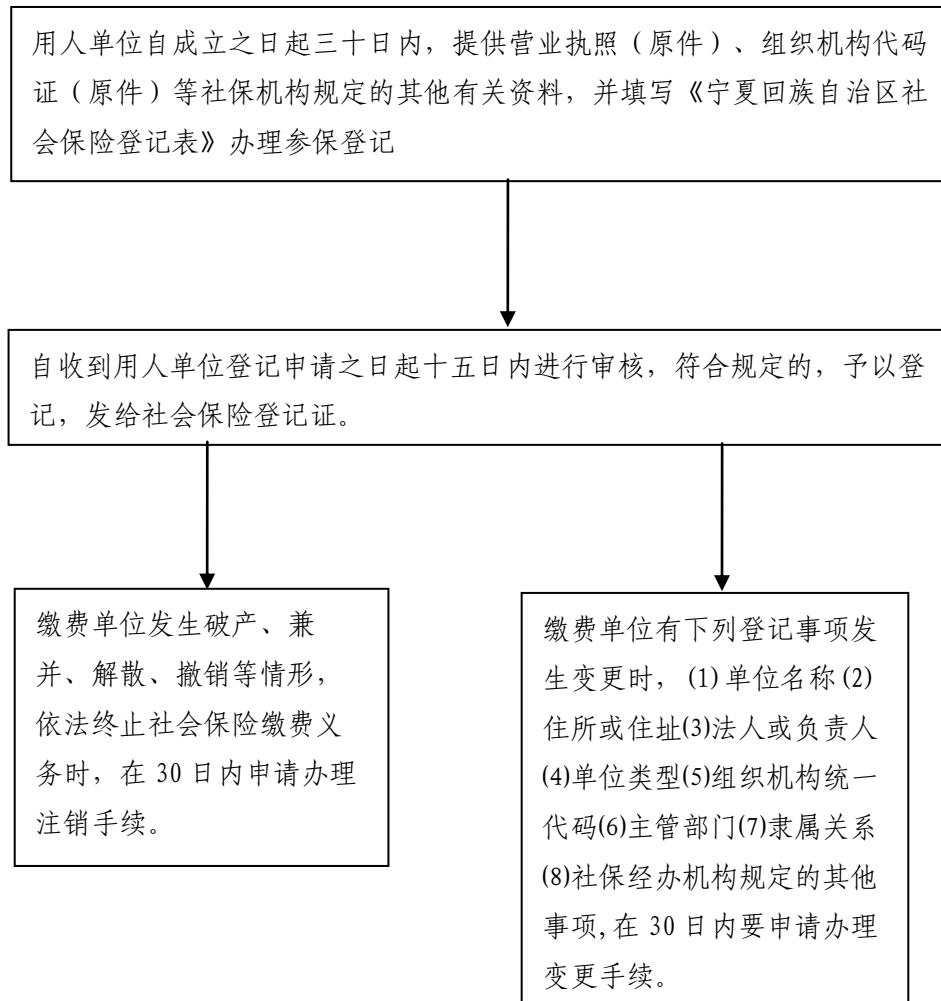 用人单位自成立之日起三十日内，提供营业执照（原件）、组织机构代码
证（原件）等社保机构规定的其他有关资料，并填写《宁夏回族自治区社
会保险登记表》办理参保登记
自收到用人单位登记申请之日起十五日内进行审核，符合规定的，予以登
记，发给社会保险登记证。
缴费单位发生破产、兼
并、解散、撤销等情形，
依法终止社会保险缴费义
务时，在 30 日内申请办理
注销手续。
缴费单位有下列登记事项发
生变更时， (1) 单位名称 (2)
住所或住址(3)法人或负责人
(4)单位类型(5)组织机构统一
代码(6)主管部门(7)隶属关系
(8)社保经办机构规定的其他
事项,在 30 日内要申请办理
变更手续。